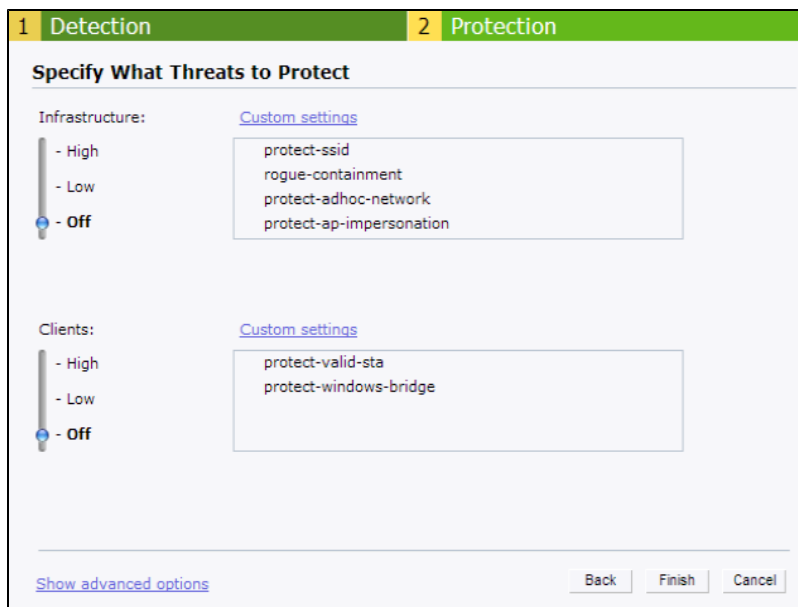 1 Detection 2 Protection
Specify What Threats to Protect
Infrastructure: Custom settings
- High
- Low
- Off
protect-ssid
rogue-containment
protect-adhoc-network
protect-ap-impersonation
Clients: Custom settings
- High
- Low
- Off
protect-valid-sta
protect-windows-bridge
Show advanced options Back Finish Cancel